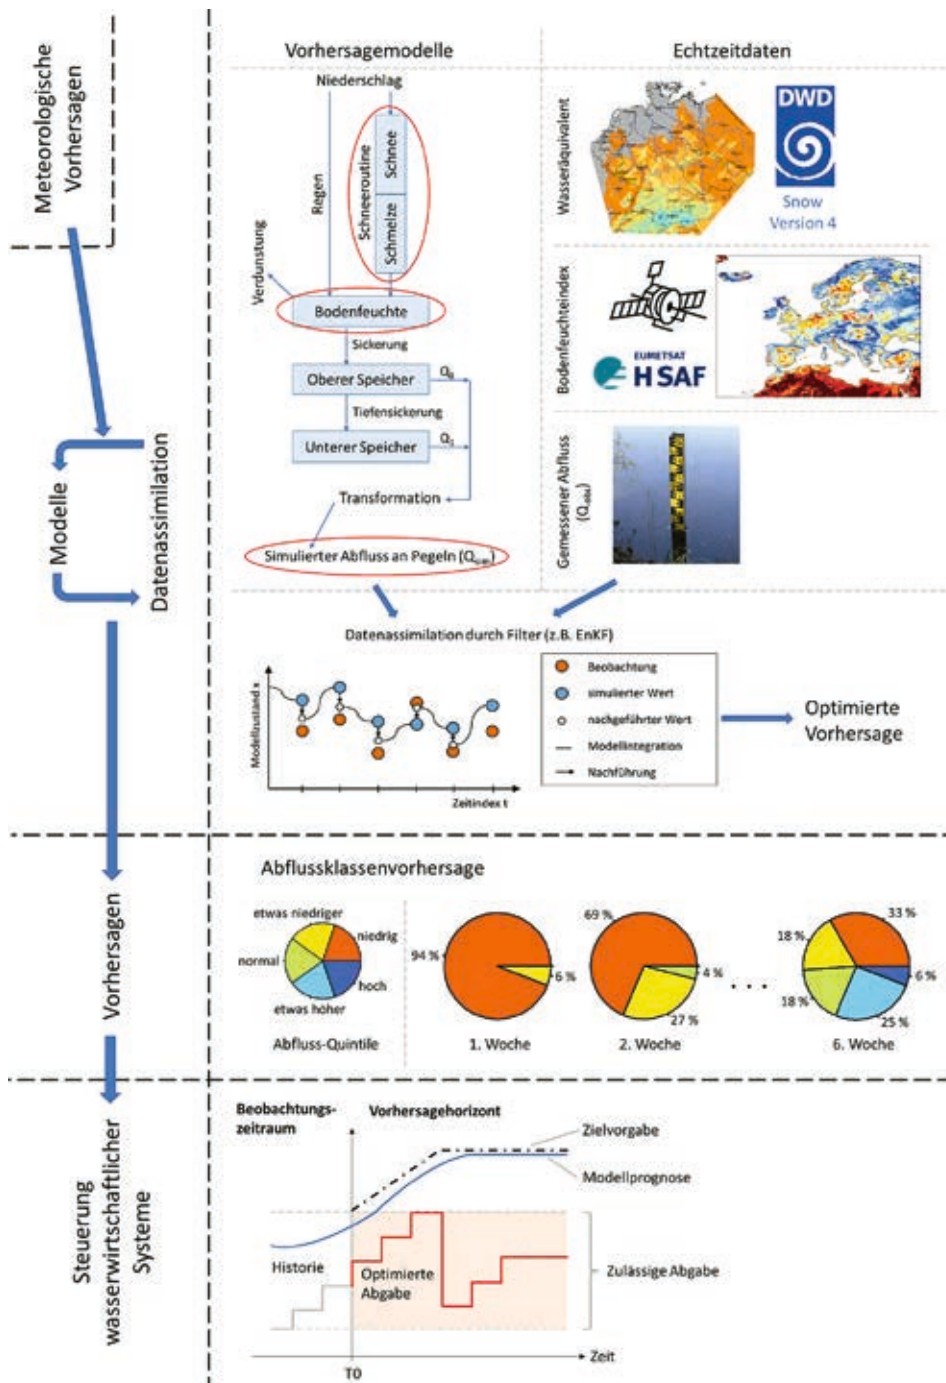 Meteorologische
Vorhersagen
Modelle
Datenassimilation
Vorhersagen
Steuerung
wasserwirtschaftlicher
Systeme
Vorhersagemodelle
Niederschlag
Regen
Schneeroutine
Schnee
Schmelze
Verdunstung
Bodenfeuchte
Sickerung
Oberer Speicher
Q₀
Tiefensickerung
Unterer Speicher
Q₁
Transformation
Simulierter Abfluss an Pegeln (Qsim)
Echtzeitdaten
Wasseräquivalent
DWD
Snow
Version 4
Bodenfeuchteindex
EUMETSAT
H SAF
Gemessener Abfluss
(Qobs)
Datenassimilation durch Filter (z.B. EnKF)
Modellzustand x
Zeitindex t
Beobachtung
simulierter Wert
nachgeführter Wert
Modellintegration
Nachführung
Optimierte
Vorhersage
Abflussklassenvorhersage
etwas niedriger
niedrig
normal
hoch
etwas höher
Abfluss-Quintile
94 %
6 %
1. Woche
69 %
4 %
27 %
2. Woche
. . .
33 %
18 %
6 %
18 %
25 %
6. Woche
Beobachtungs-
zeitraum
Vorhersagehorizont
Zielvorgabe
Modellprognose
Historie
Optimierte
Abgabe
Zulässige Abgabe
Zeit
T0